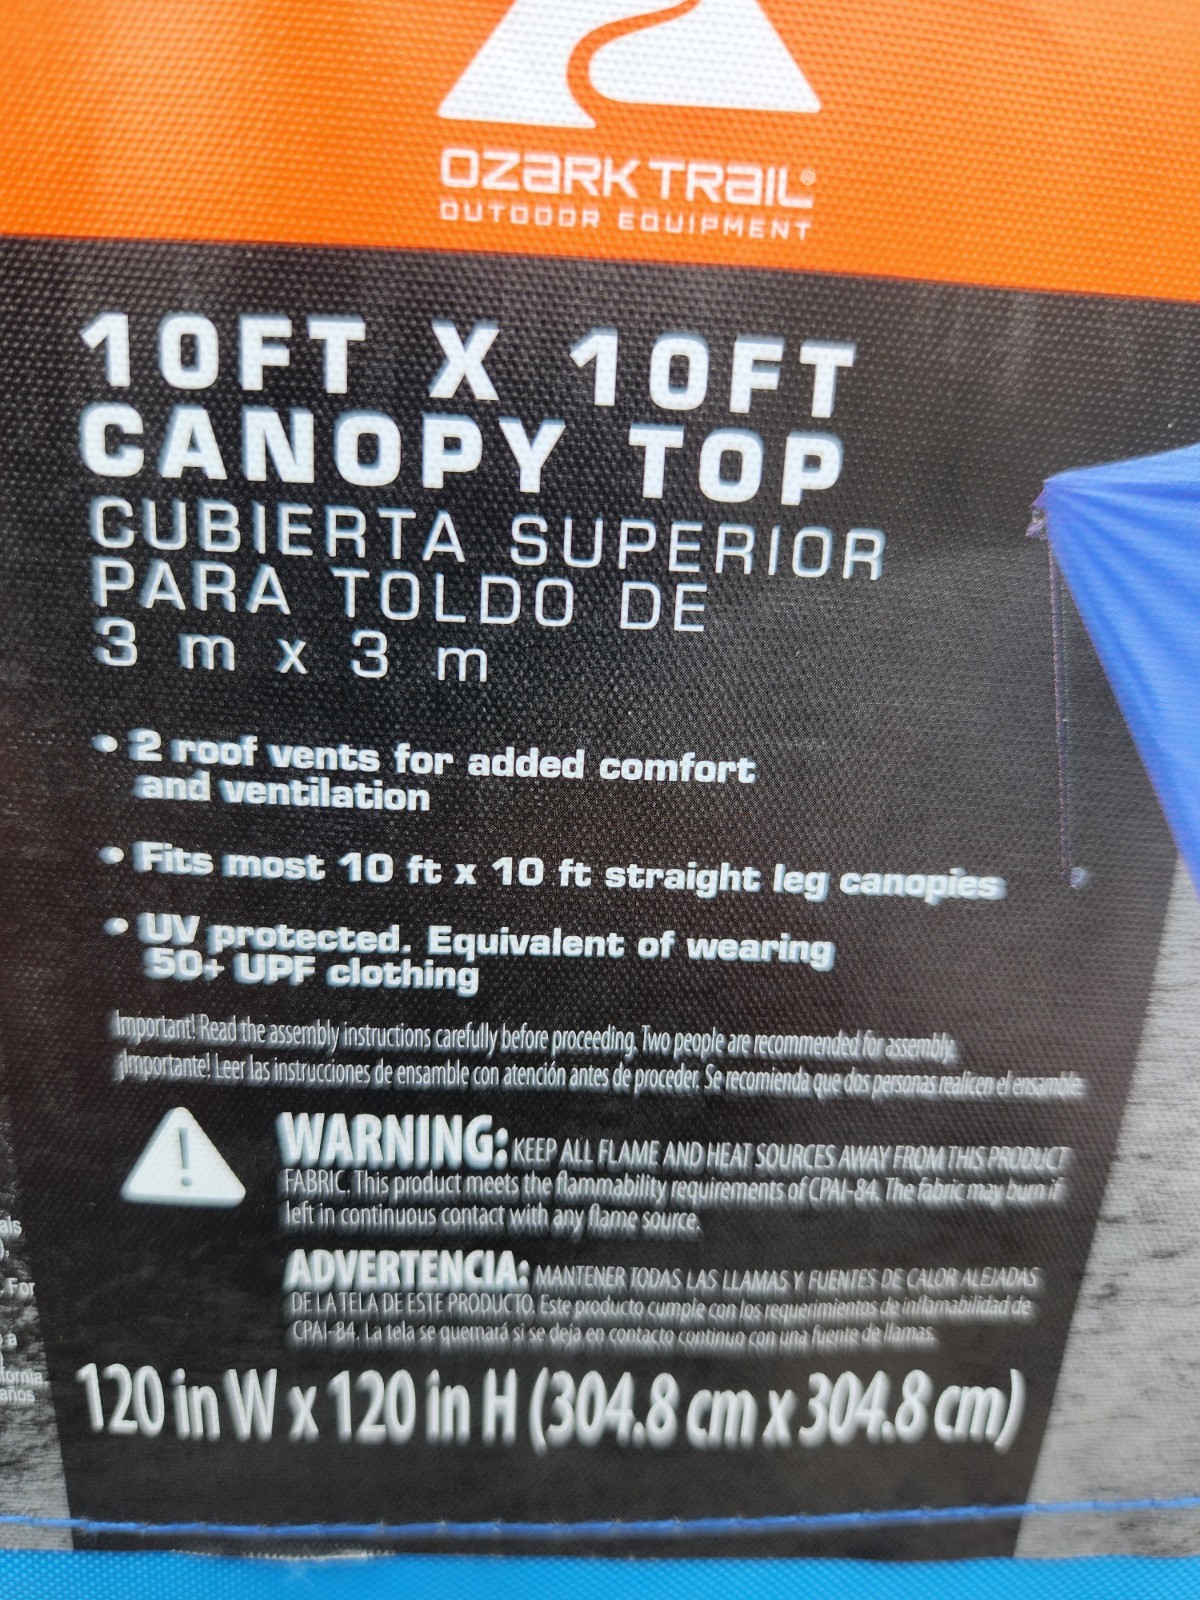 OZARK TRAIL®
OUTDOOR EQUIPMENT
10FT X 10FT
CANOPY TOP
CUBIERTA SUPERIOR
PARA TOLDO DE
3 m x 3 m
• 2 roof vents for added comfort
and ventilation
• Fits most 10 ft x 10 ft straight leg canopies
• UV protected. Equivalent of wearing
50+ UPF clothing
Important! Read the assembly instructions carefully before proceeding. Two people are recommended for assembly.
¡Importante! Leer las instrucciones de ensamble con atención antes de proceder. Se recomienda que dos personas realicen el ensamble.
WARNING: KEEP ALL FLAME AND HEAT SOURCES AWAY FROM THIS PRODUCT
FABRIC. This product meets the flammability requirements of CPAI-84. The fabric may burn if
left in continuous contact with any flame source.
ADVERTENCIA: MANTENER TODAS LAS LLAMAS Y FUENTES DE CALOR ALEJADAS
DE LA TELA DE ESTE PRODUCTO. Este producto cumple con los requerimientos de inflamabilidad de
CPAI-84. La tela se quemará si se deja en contacto continuo con una fuente de llamas.
. For
años
120 in W x 120 in H (304.8 cm x 304.8 cm)